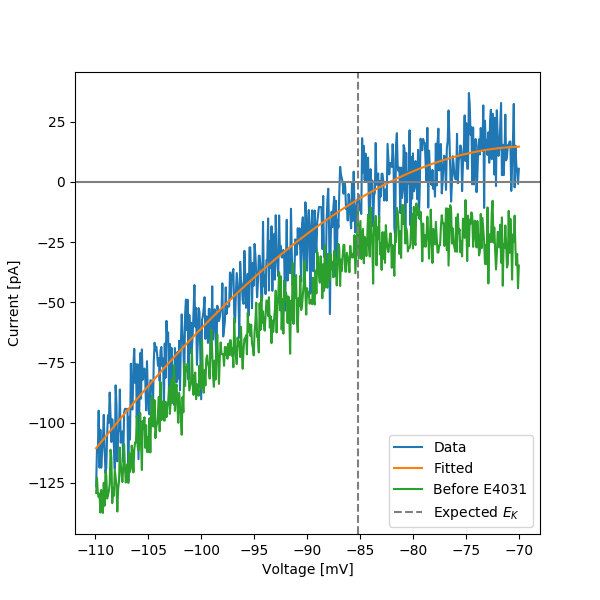 25
0
−25
−50
−75
−100
−125
Current [pA]
−110 −105 −100 −95 −90 −85 −80 −75 −70
Voltage [mV]
Data
Fitted
Before E4031
Expected E_K